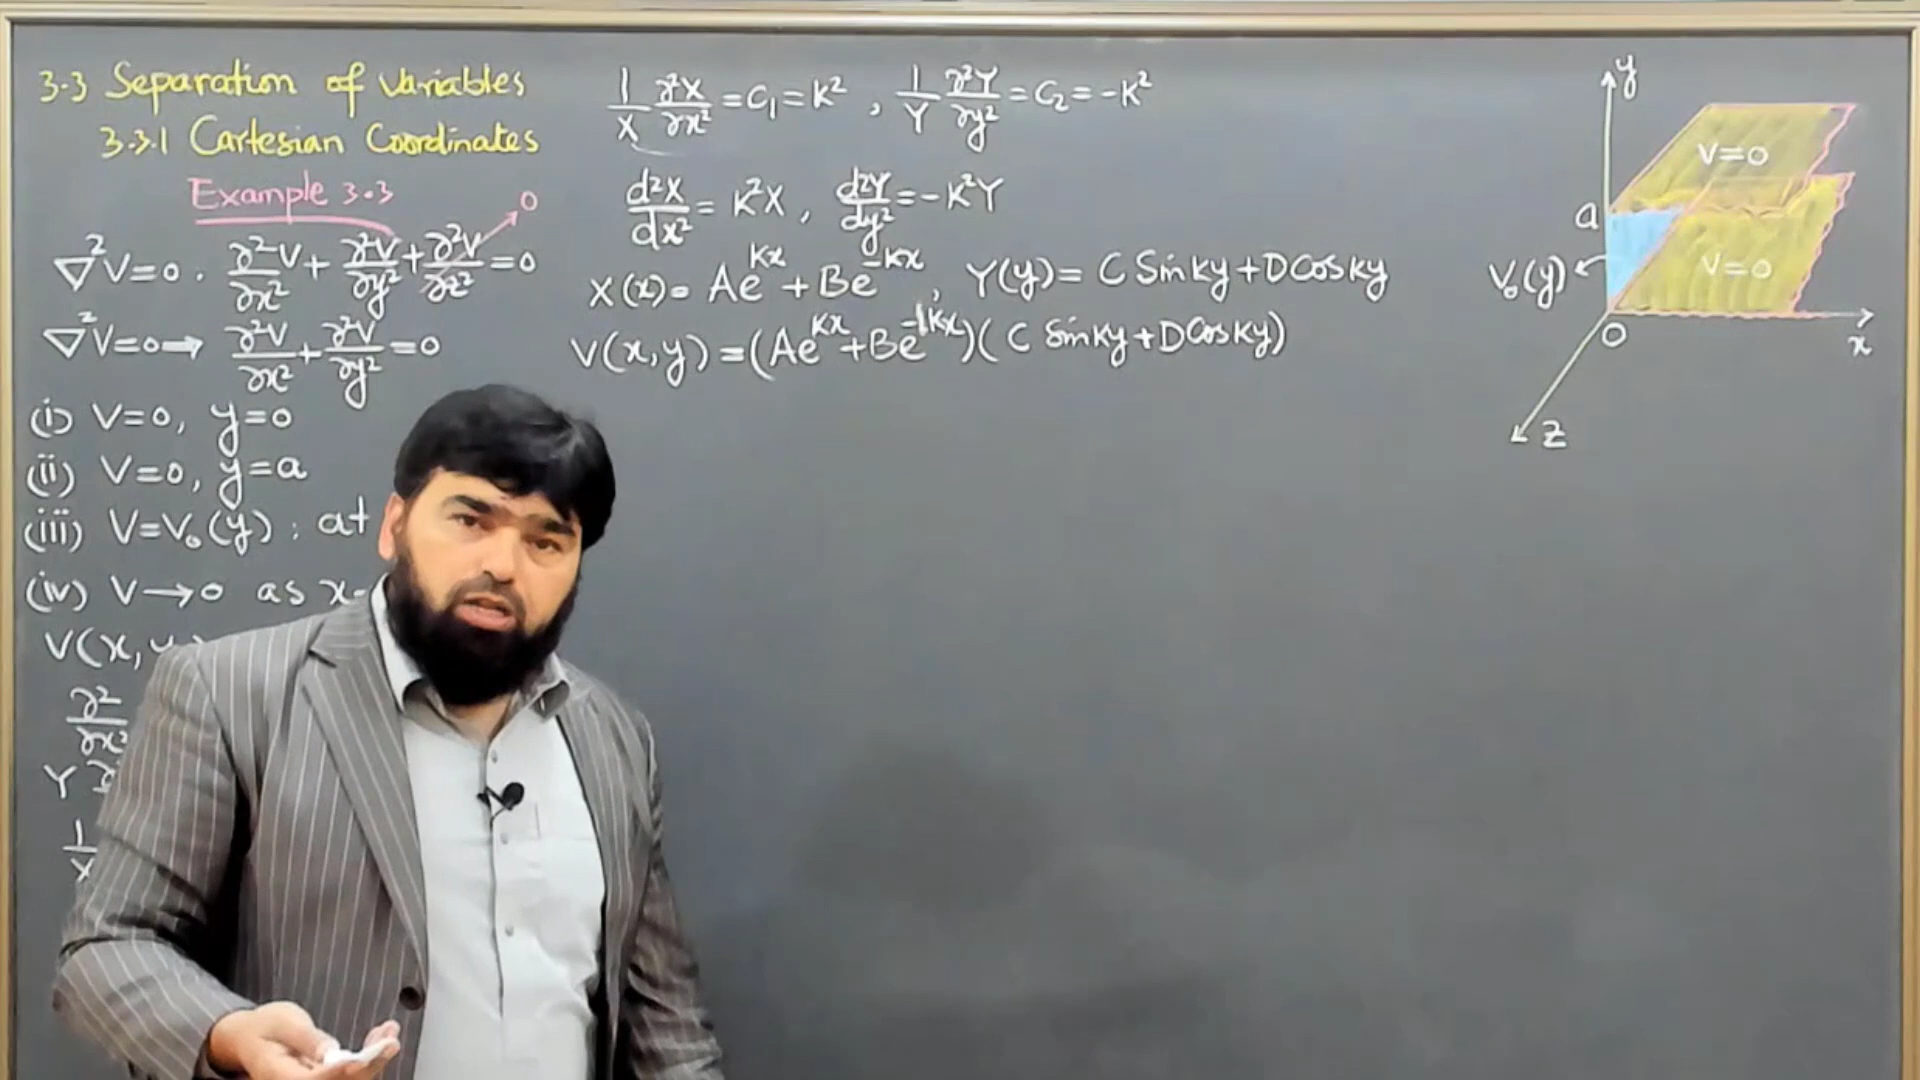 3.3 Separation of Variables
3.3.1 Cartesian Coordinates
Example 3.3
0
∇²V=0 . ∂²V/∂x² + ∂²V/∂y² + ∂²V/∂z² =0
∇²V=0 → ∂²V/∂x² + ∂²V/∂y² =0
(i) V=0, y=0
(ii) V=0, y=a
(iii) V=V₀(y) : at
(iv) V→0 as x
V(x,
∂²/∂x²
Y
1/X
1/X ∂²X/∂x² = C₁ = K² , 1/Y ∂²Y/∂y² = C₂ = -K²
d²X/dx² = K²X , d²Y/dy² = -K²Y
X(x) = Ae^Kx + Be^-Kx , Y(y) = C Sin ky + D Cos ky
V(x,y) = (Ae^Kx + Be^-Kx)( C Sin ky + D Cos ky)
y
V=0
a
V₀(y)
V=0
0
x
z